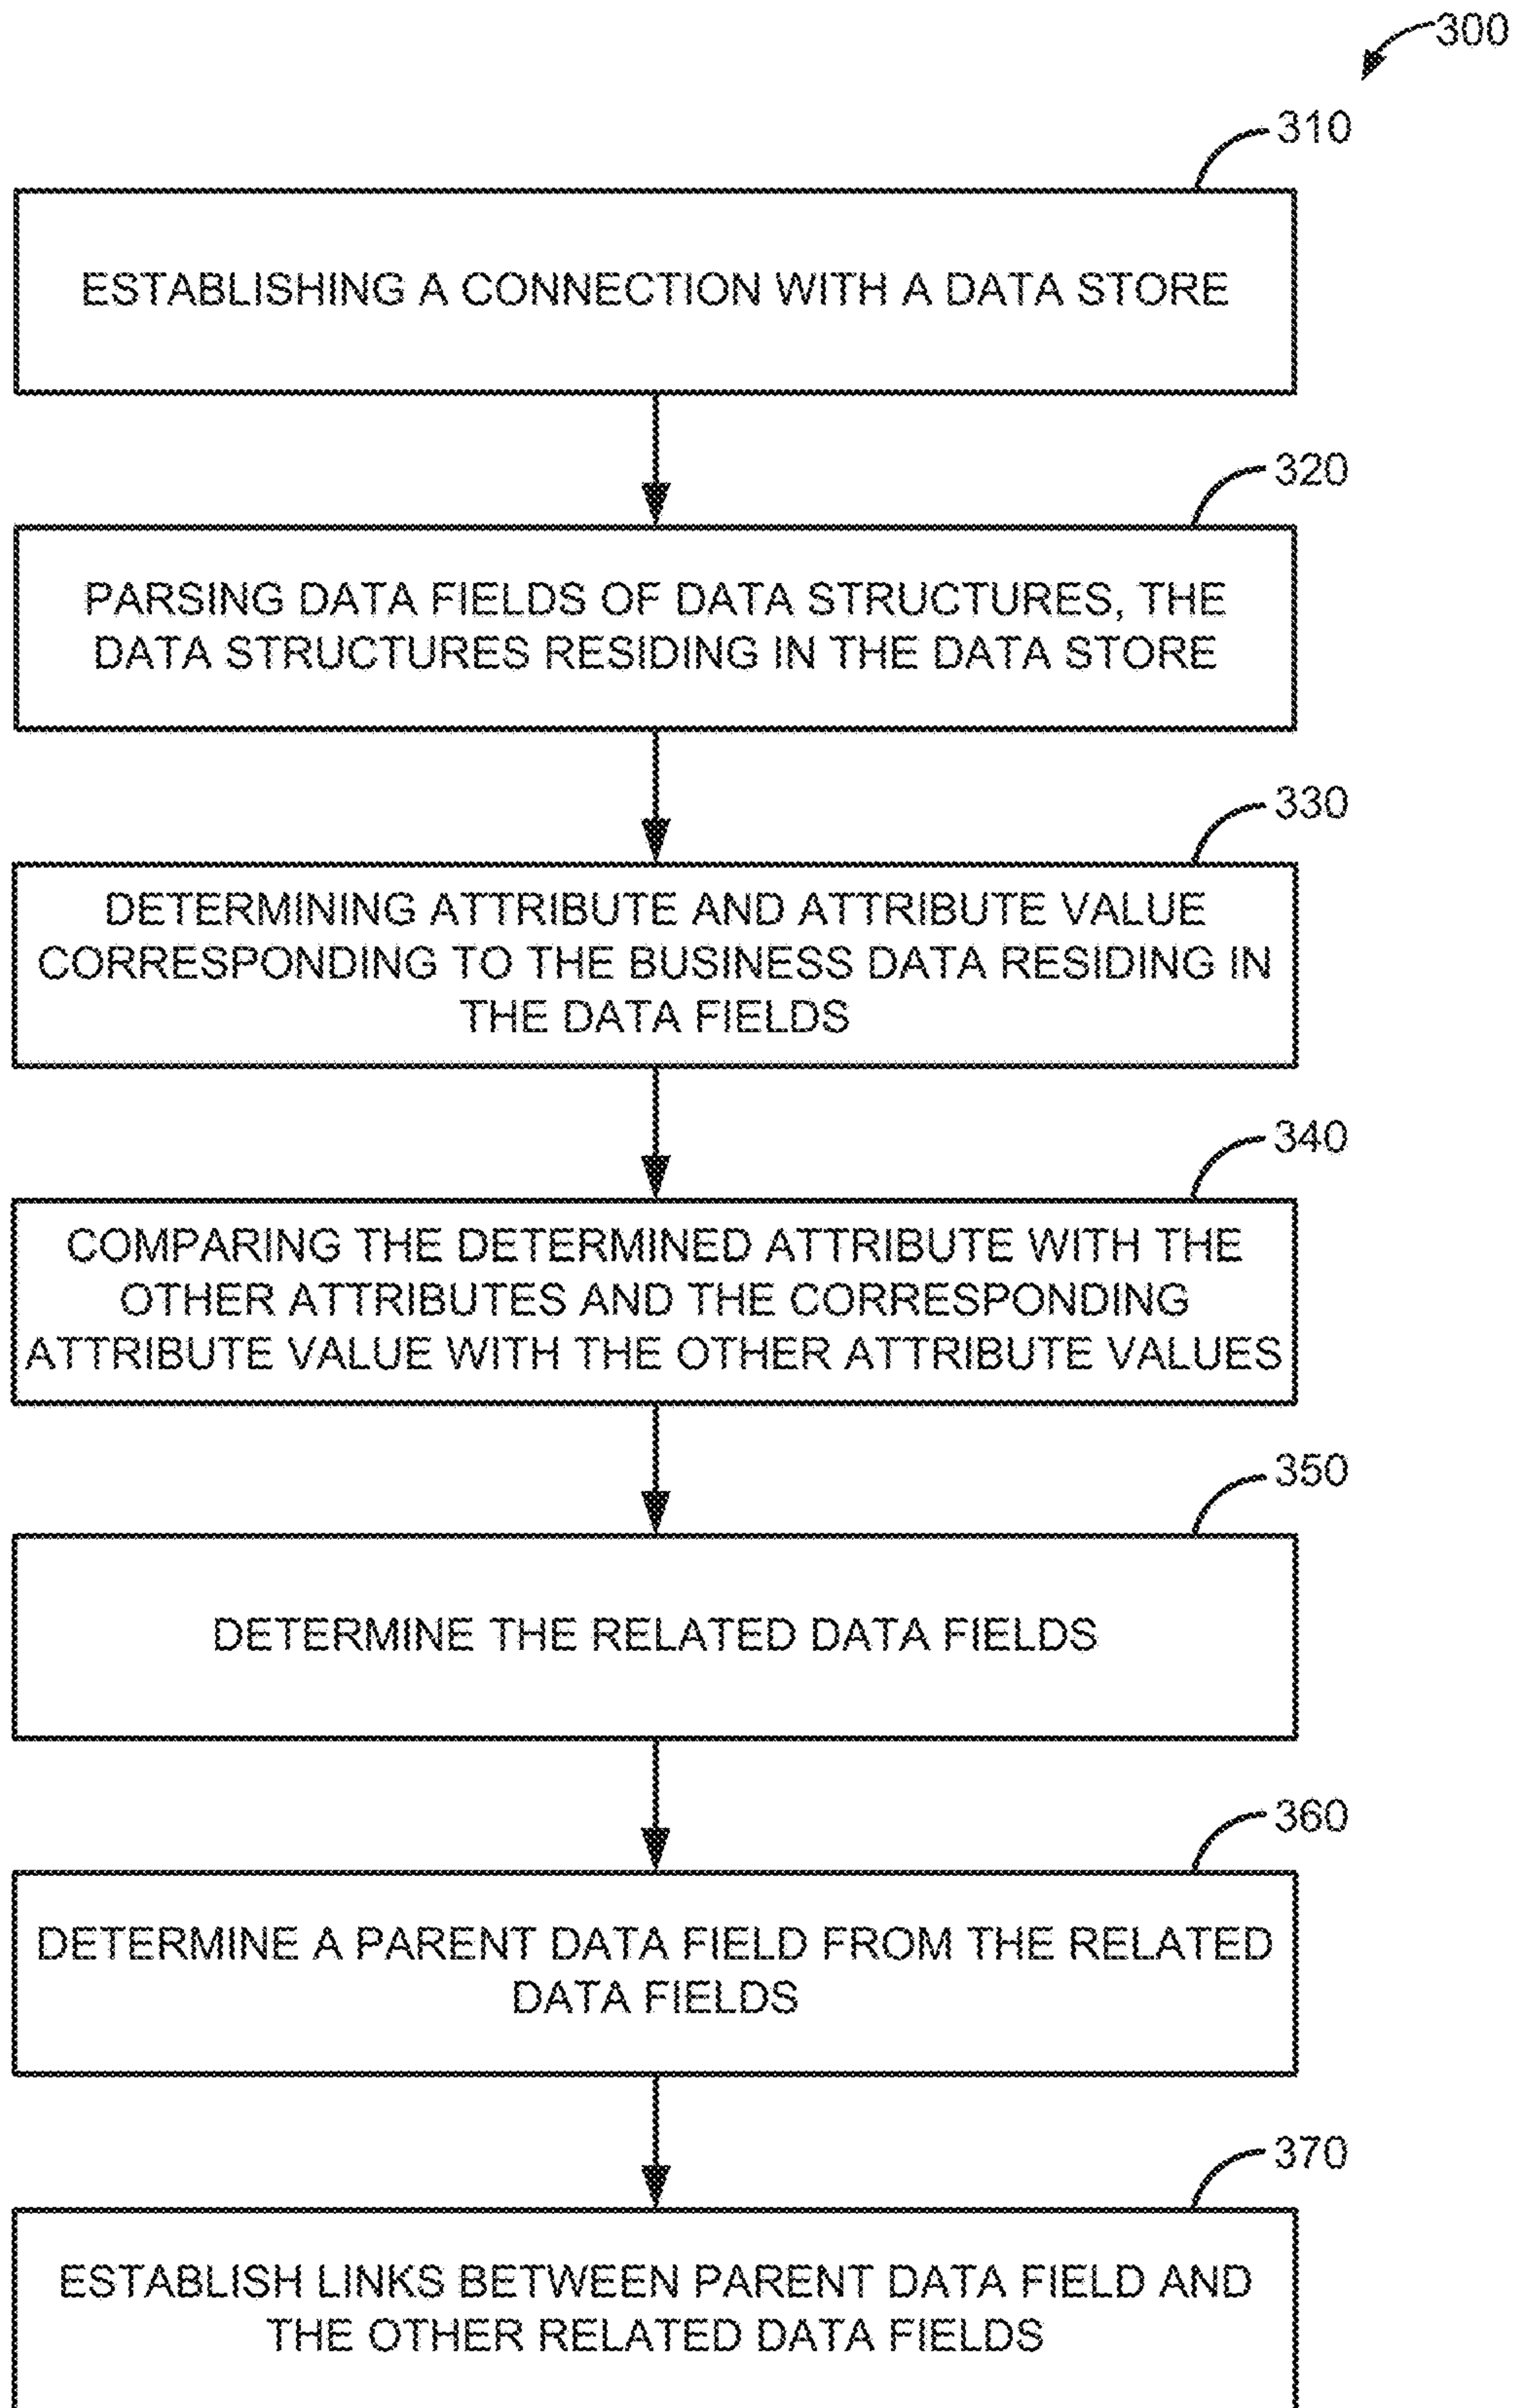 300
310
ESTABLISHING A CONNECTION WITH A DATA STORE
320
PARSING DATA FIELDS OF DATA STRUCTURES, THE
DATA STRUCTURES RESIDING IN THE DATA STORE
330
DETERMINING ATTRIBUTE AND ATTRIBUTE VALUE
CORRESPONDING TO THE BUSINESS DATA RESIDING IN
THE DATA FIELDS
340
COMPARING THE DETERMINED ATTRIBUTE WITH THE
OTHER ATTRIBUTES AND THE CORRESPONDING
ATTRIBUTE VALUE WITH THE OTHER ATTRIBUTE VALUES
350
DETERMINE THE RELATED DATA FIELDS
360
DETERMINE A PARENT DATA FIELD FROM THE RELATED
DATA FIELDS
370
ESTABLISH LINKS BETWEEN PARENT DATA FIELD AND
THE OTHER RELATED DATA FIELDS